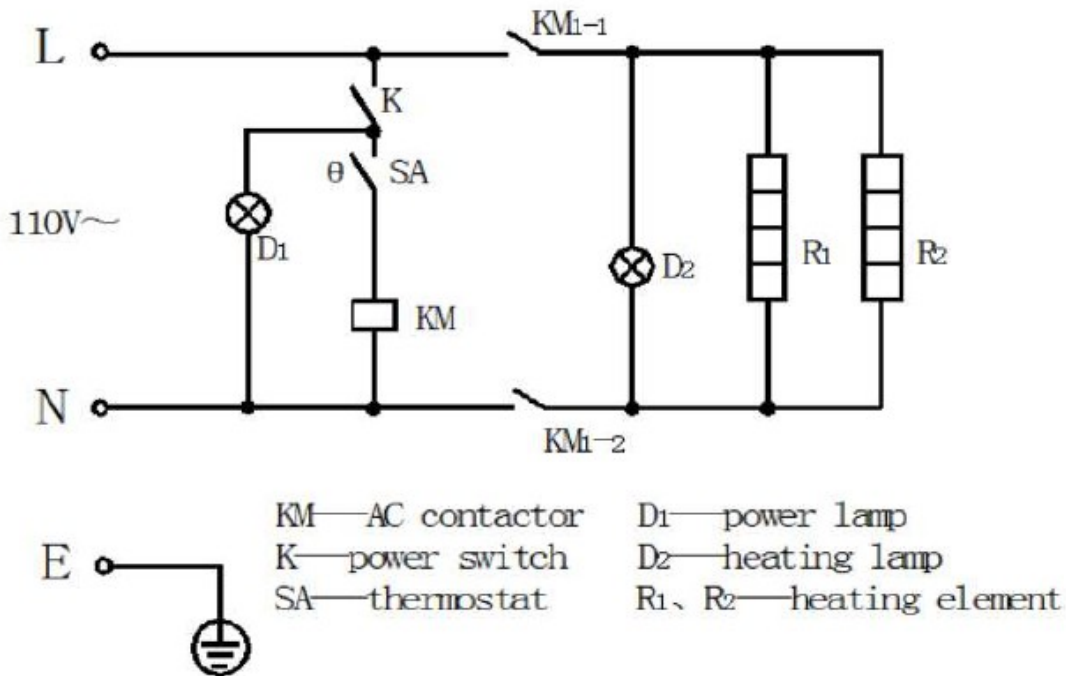 L
KM1-1
K
θ SA
110V~
D1
D2
R1
R2
KM
N
KM1-2
KM—AC contactor D1—power lamp
E
K—power switch D2—heating lamp
SA—thermostat R1、R2—heating element